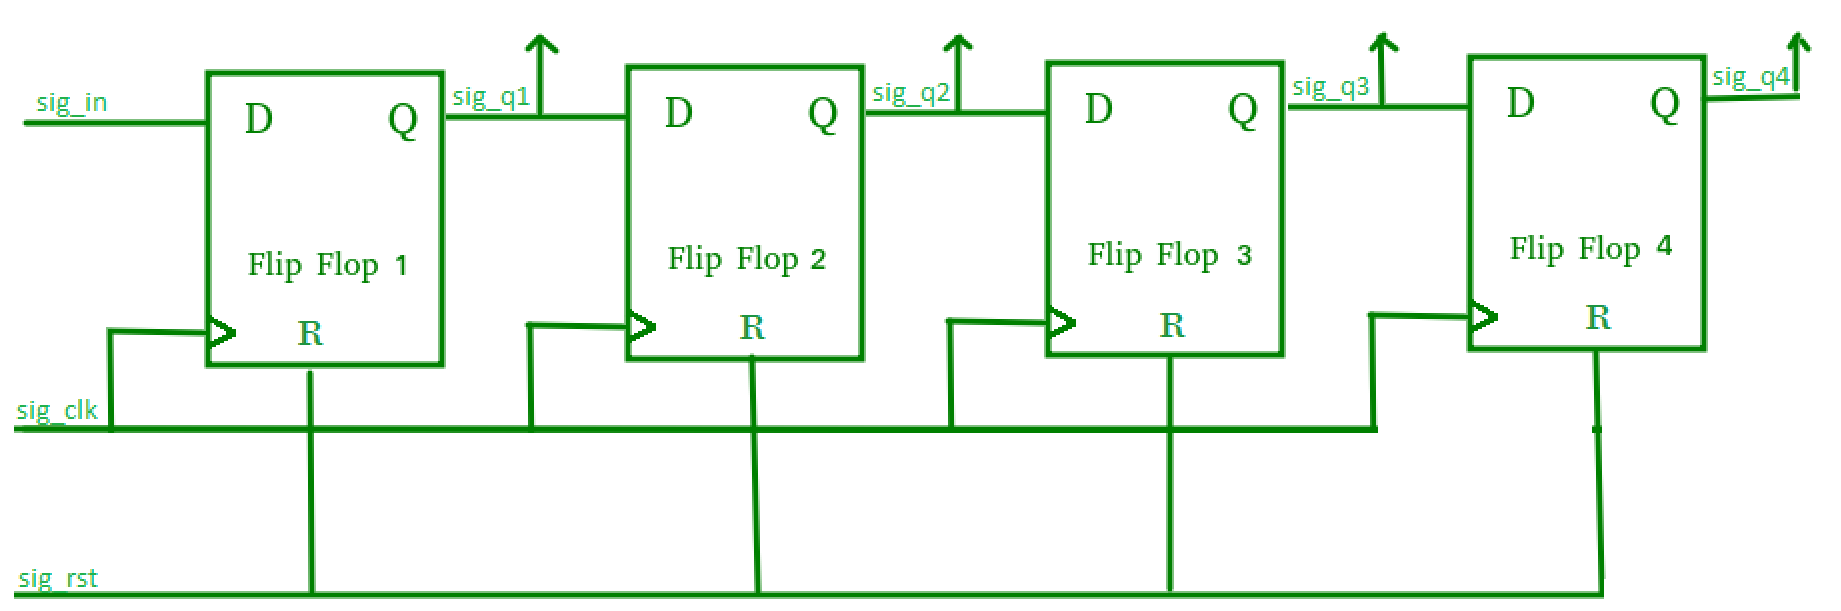 sig_in
D Q
Flip Flop 1
R
sig_q1
D Q
Flip Flop 2
R
sig_q2
D Q
Flip Flop 3
R
sig_q3
D Q
Flip Flop 4
R
sig_q4
sig_clk
sig_rst